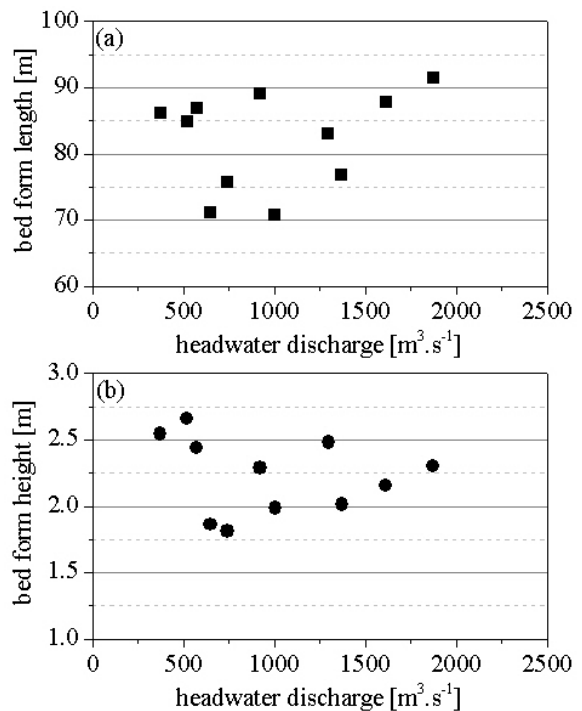 (a)
bed form length [m]
100
90
80
70
60
0 500 1000 1500 2000 2500
headwater discharge [m³.s⁻¹]
(b)
bed form height [m]
3.0
2.5
2.0
1.5
1.0
0 500 1000 1500 2000 2500
headwater discharge [m³.s⁻¹]